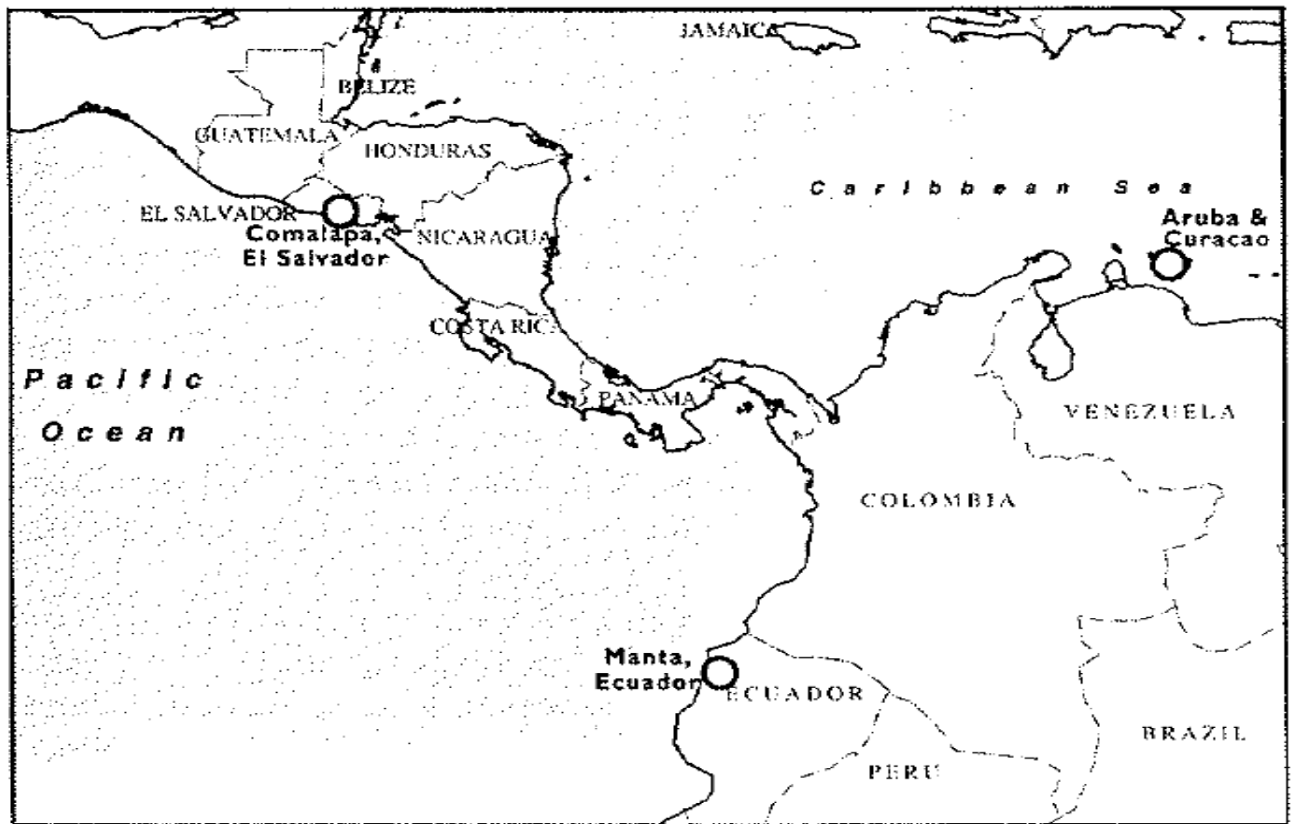 JAMAICA
BELIZE
GUATEMALA
HONDURAS
Caribbean Sea
EL SALVADOR
Comalapa,
El Salvador
NICARAGUA
Aruba &
Curacao
COSTA RICA
Pacific
Ocean
PANAMA
VENEZUELA
COLOMBIA
Manta,
Ecuador
ECUADOR
BRAZIL
PERU